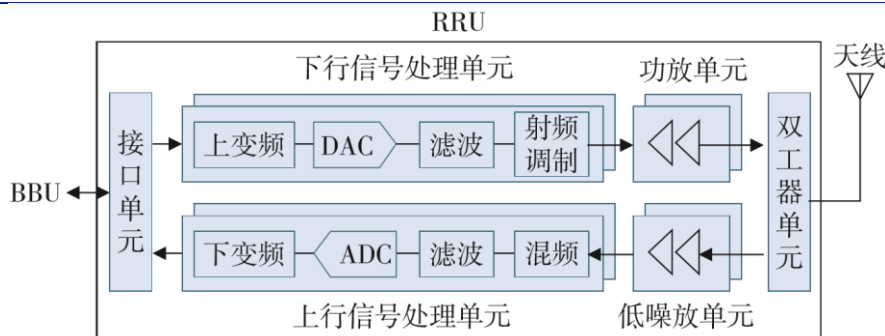 RRU
下行信号处理单元
功放单元
天线
接口单元
上变频
DAC
滤波
射频
调制
双工器单元
BBU
下变频
ADC
滤波
混频
上行信号处理单元
低噪放单元